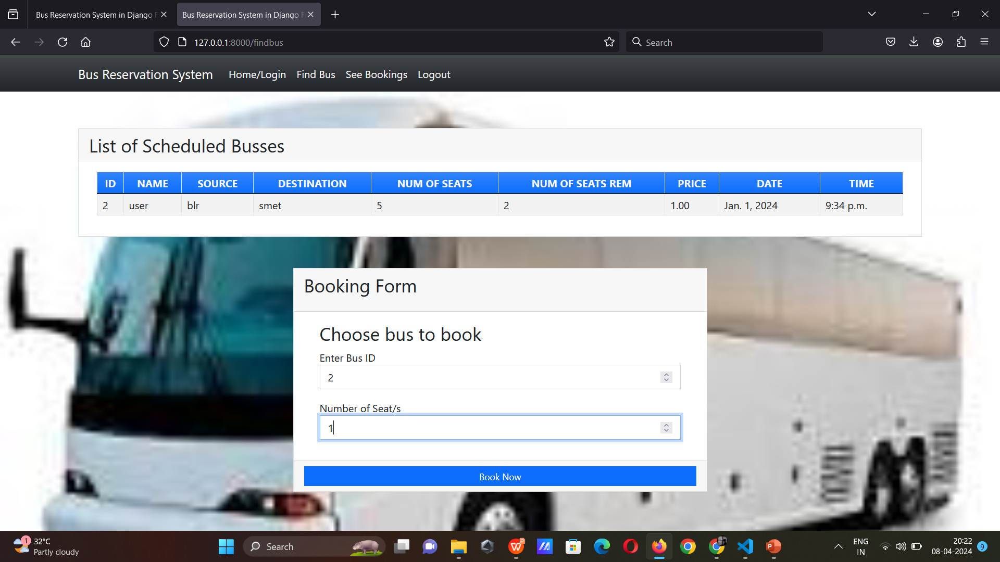 Bus Reservation System in Django F
Bus Reservation System in Django F
127.0.0.1:8000/findbus
Search
Bus Reservation System Home/Login Find Bus See Bookings Logout
List of Scheduled Busses
ID NAME SOURCE DESTINATION NUM OF SEATS NUM OF SEATS REM PRICE DATE TIME
2 user blr smet 5 2 1.00 Jan. 1, 2024 9:34 p.m.
Booking Form
Choose bus to book
Enter Bus ID
2
Number of Seat/s
1
Book Now
1
32°C
Partly cloudy
Search
ENG
IN
20:22
08-04-2024
9